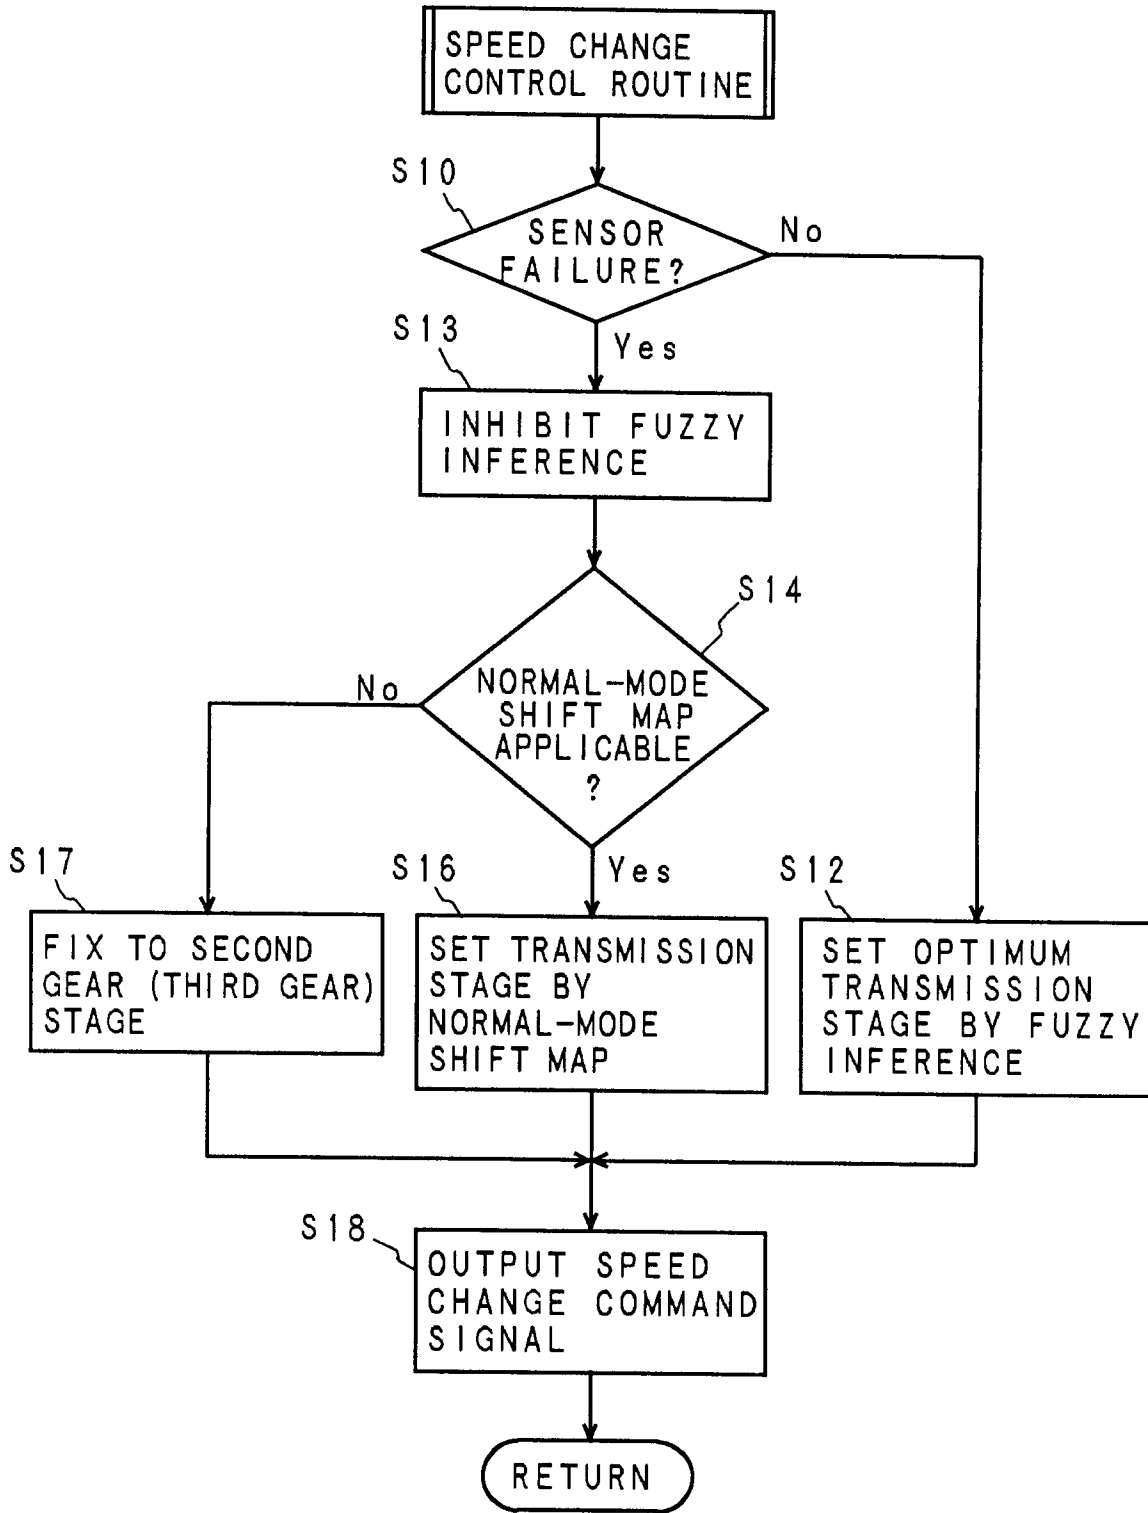 SPEED CHANGE
CONTROL ROUTINE
S10
SENSOR
FAILURE?
No
S13
Yes
INHIBIT FUZZY
INFERENCE
S14
NORMAL-MODE
SHIFT MAP
APPLICABLE
?
No
Yes
S17
FIX TO SECOND
GEAR (THIRD GEAR)
STAGE
S16
SET TRANSMISSION
STAGE BY
NORMAL-MODE
SHIFT MAP
S12
SET OPTIMUM
TRANSMISSION
STAGE BY FUZZY
INFERENCE
S18
OUTPUT SPEED
CHANGE COMMAND
SIGNAL
RETURN